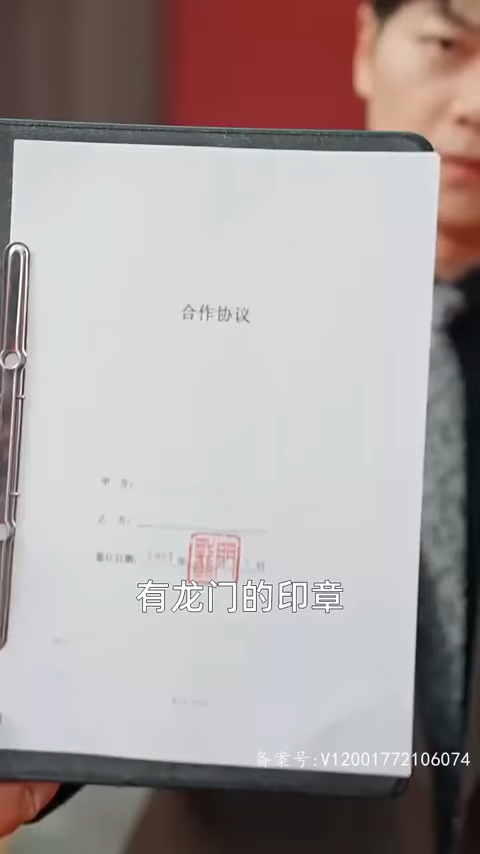 合作协议
甲 方:
乙 方:
签订日期:
有龙门的印章
备案号:V12001772106074